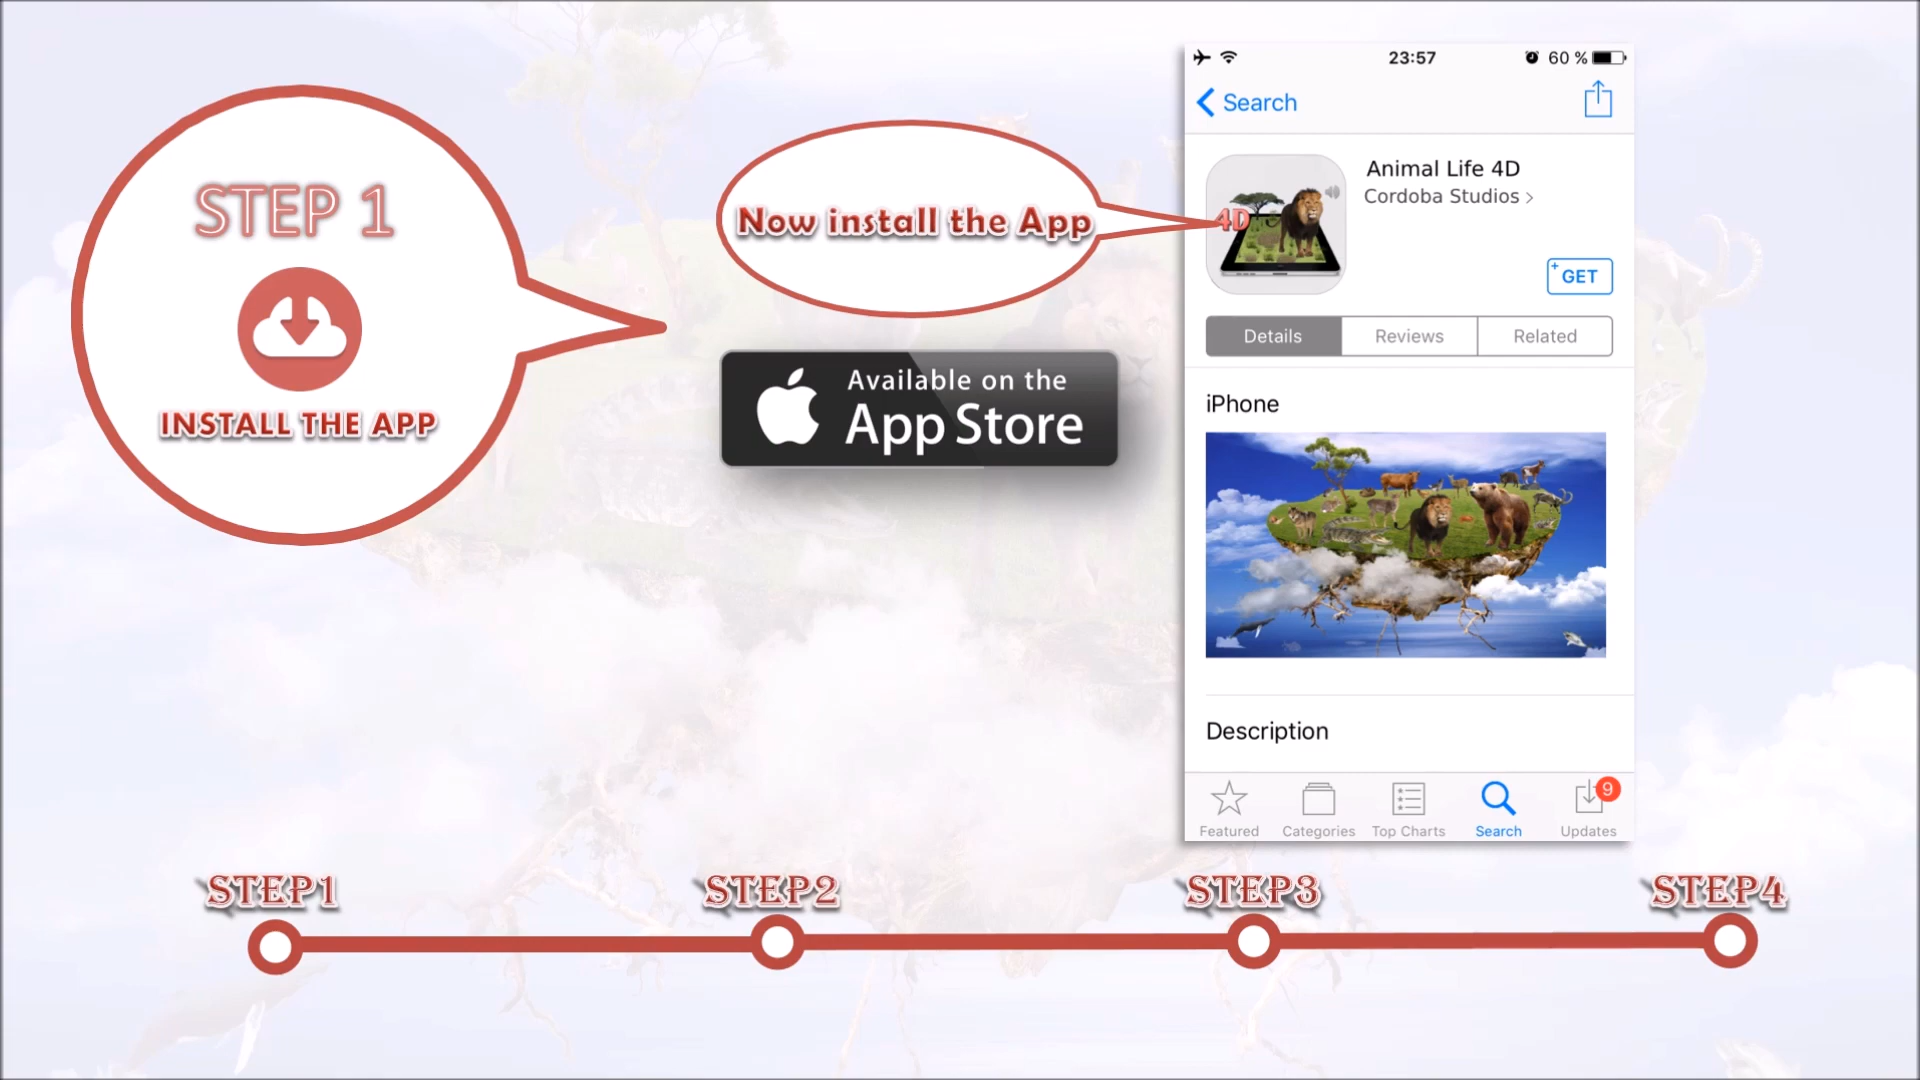 STEP 1
INSTALL THE APP
Now install the App
Available on the
App Store
23:57
60 %
Search
4D
Animal Life 4D
Cordoba Studios
+GET
Details
Reviews
Related
iPhone
Description
Featured
Categories
Top Charts
Search
Updates
9
STEP1
STEP2
STEP3
STEP4